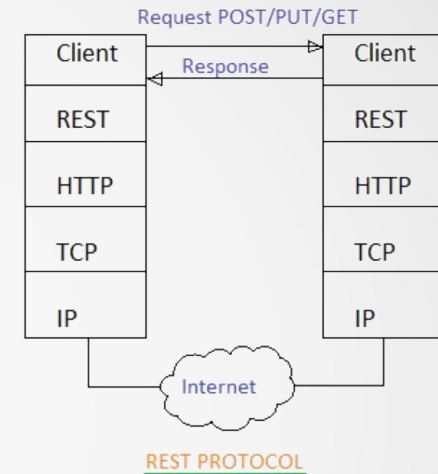 Request POST/PUT/GET
Client
Response
Client
REST
REST
HTTP
HTTP
TCP
TCP
IP
IP
Internet
REST PROTOCOL